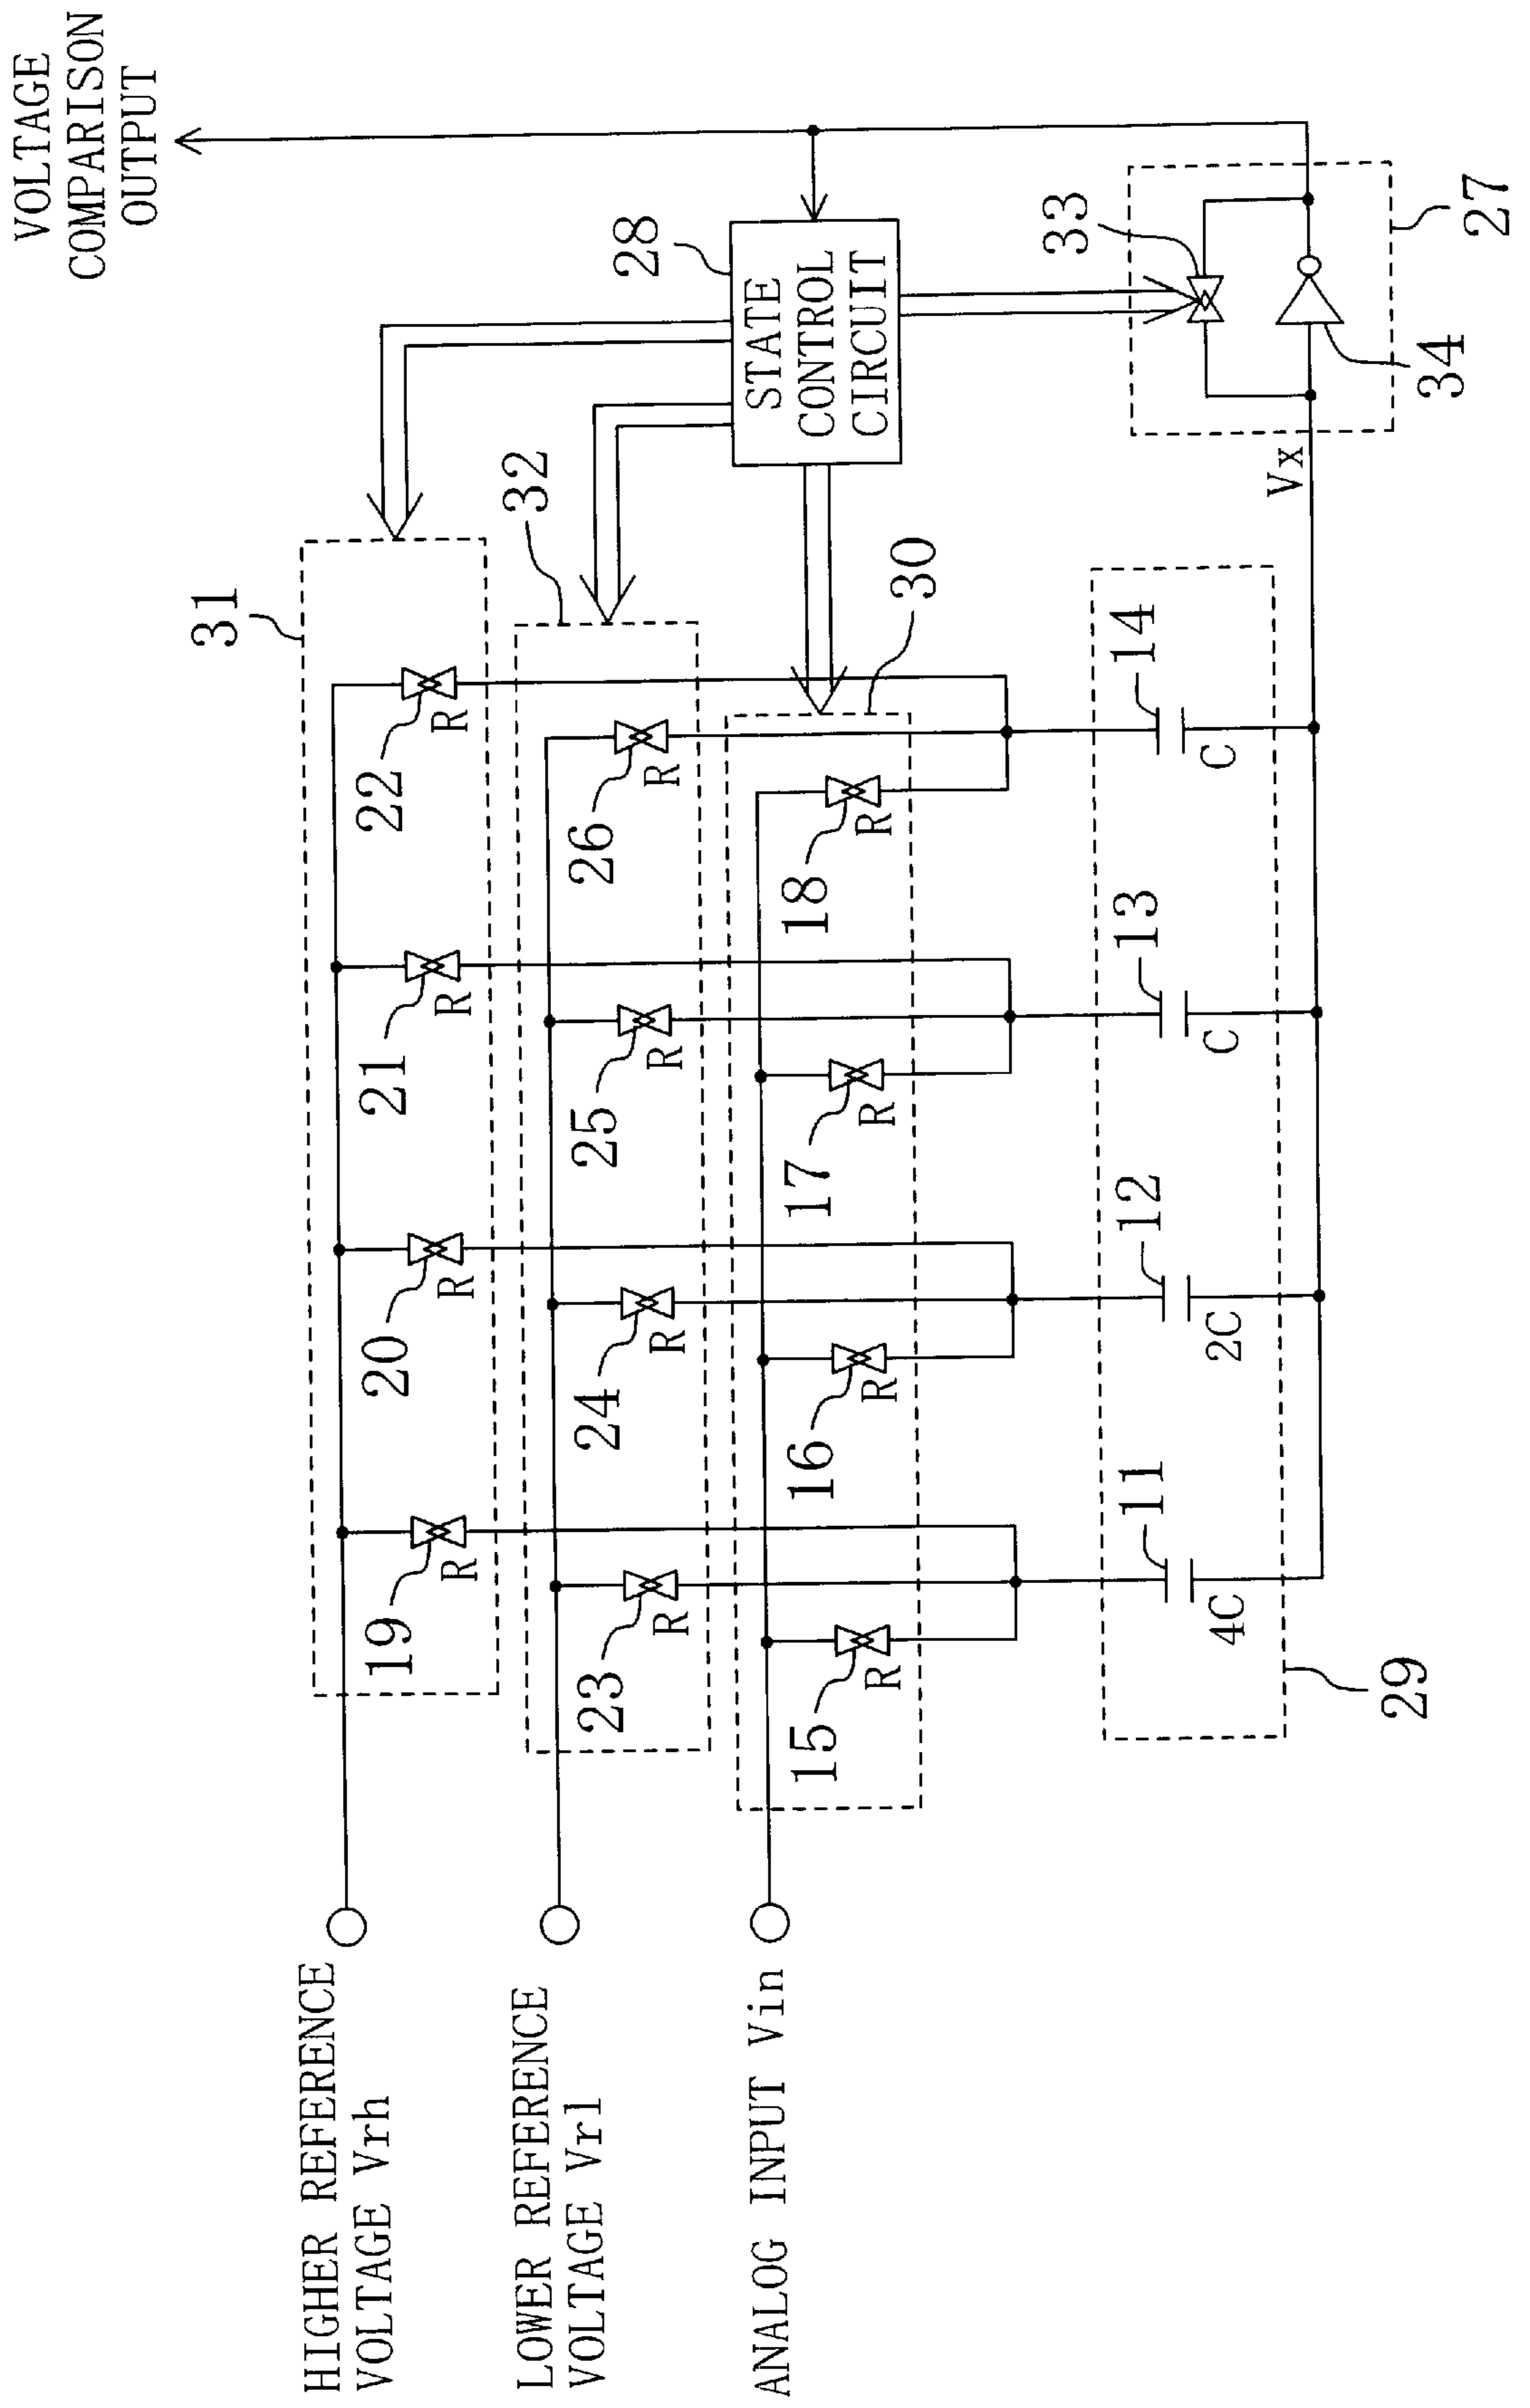 HIGHER REFERENCE
VOLTAGE Vrh
LOWER REFERENCE
VOLTAGE Vrl
ANALOG INPUT Vin
31
19
R
20
R
21
R
22
R
32
23
R
24
R
25
R
26
R
30
15
R
16
R
17
R
18
R
29
11
4C
12
2C
13
C
14
C
Vx
28
STATE
CONTROL
CIRCUIT
33
34
27
VOLTAGE
COMPARISON
OUTPUT